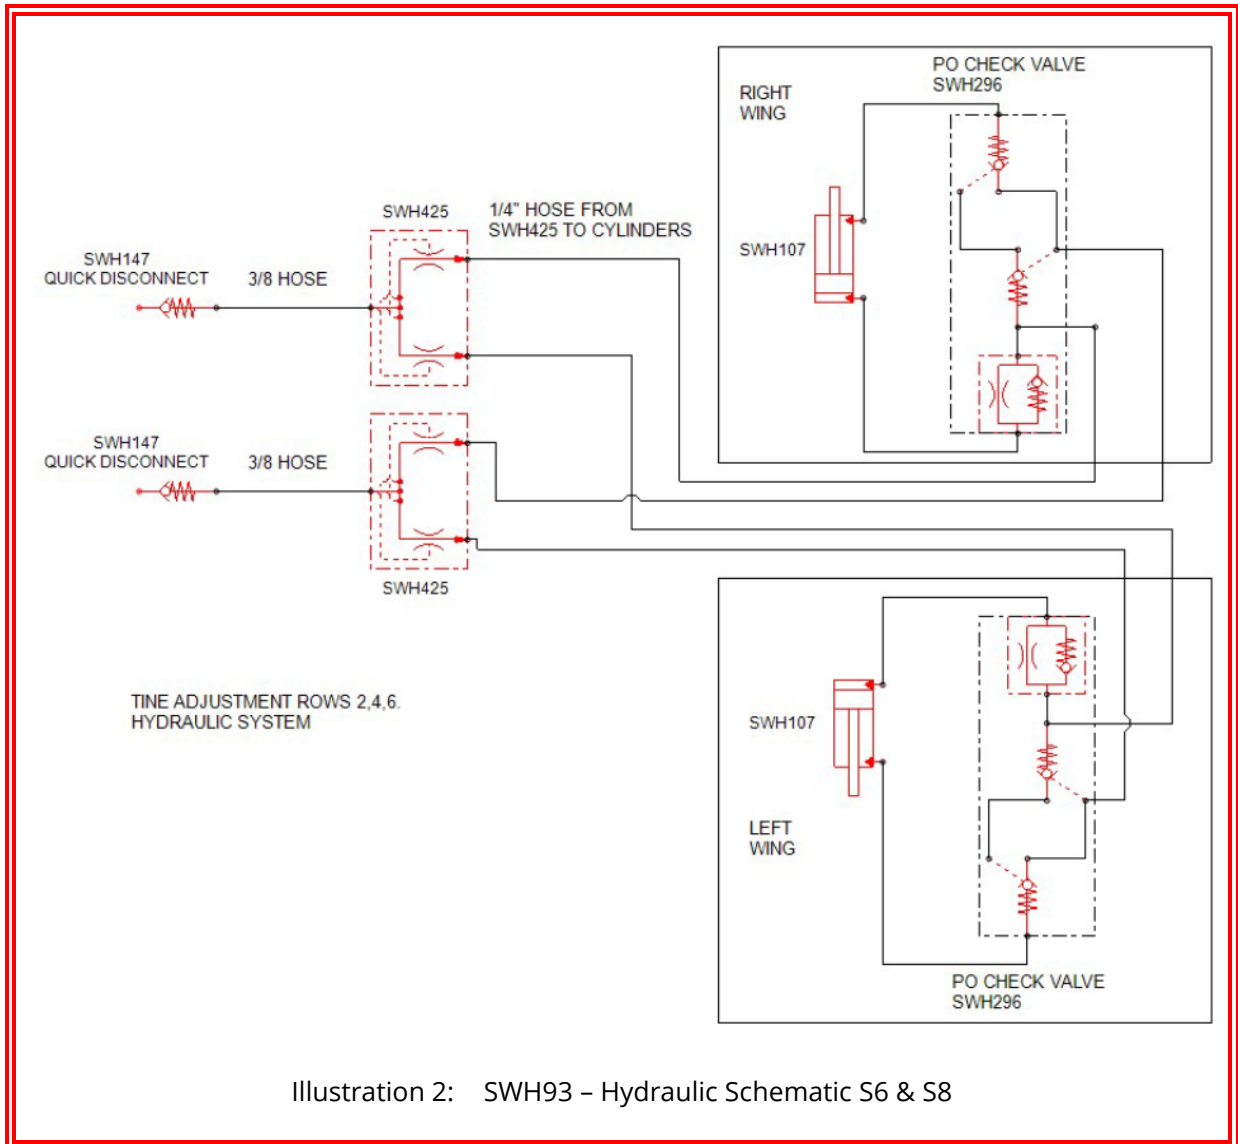 PO CHECK VALVE
SWH296
RIGHT
WING
SWH425
1/4" HOSE FROM
SWH425 TO CYLINDERS
SWH107
SWH147
QUICK DISCONNECT
3/8 HOSE
SWH147
QUICK DISCONNECT
3/8 HOSE
SWH425
TINE ADJUSTMENT ROWS 2,4,6.
HYDRAULIC SYSTEM
SWH107
LEFT
WING
PO CHECK VALVE
SWH296
Illustration 2: SWH93 – Hydraulic Schematic S6 & S8